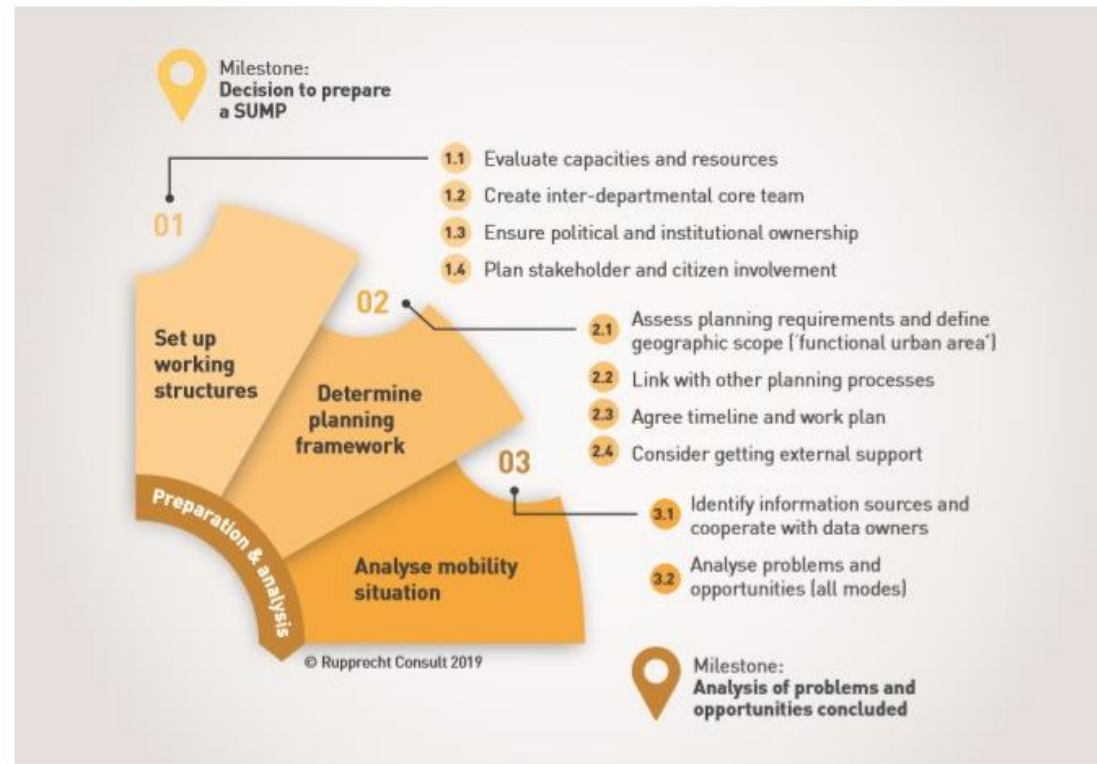 Milestone:
Decision to prepare
a SUMP
01
1.1 Evaluate capacities and resources
1.2 Create inter-departmental core team
1.3 Ensure political and institutional ownership
1.4 Plan stakeholder and citizen involvement
Set up
working
structures
02
2.1 Assess planning requirements and define
geographic scope (‘functional urban area’)
2.2 Link with other planning processes
2.3 Agree timeline and work plan
2.4 Consider getting external support
Determine
planning
framework
03
3.1 Identify information sources and
cooperate with data owners
3.2 Analyse problems and
opportunities (all modes)
Analyse mobility
situation
Preparation & analysis
© Rupprecht Consult 2019
Milestone:
Analysis of problems and
opportunities concluded